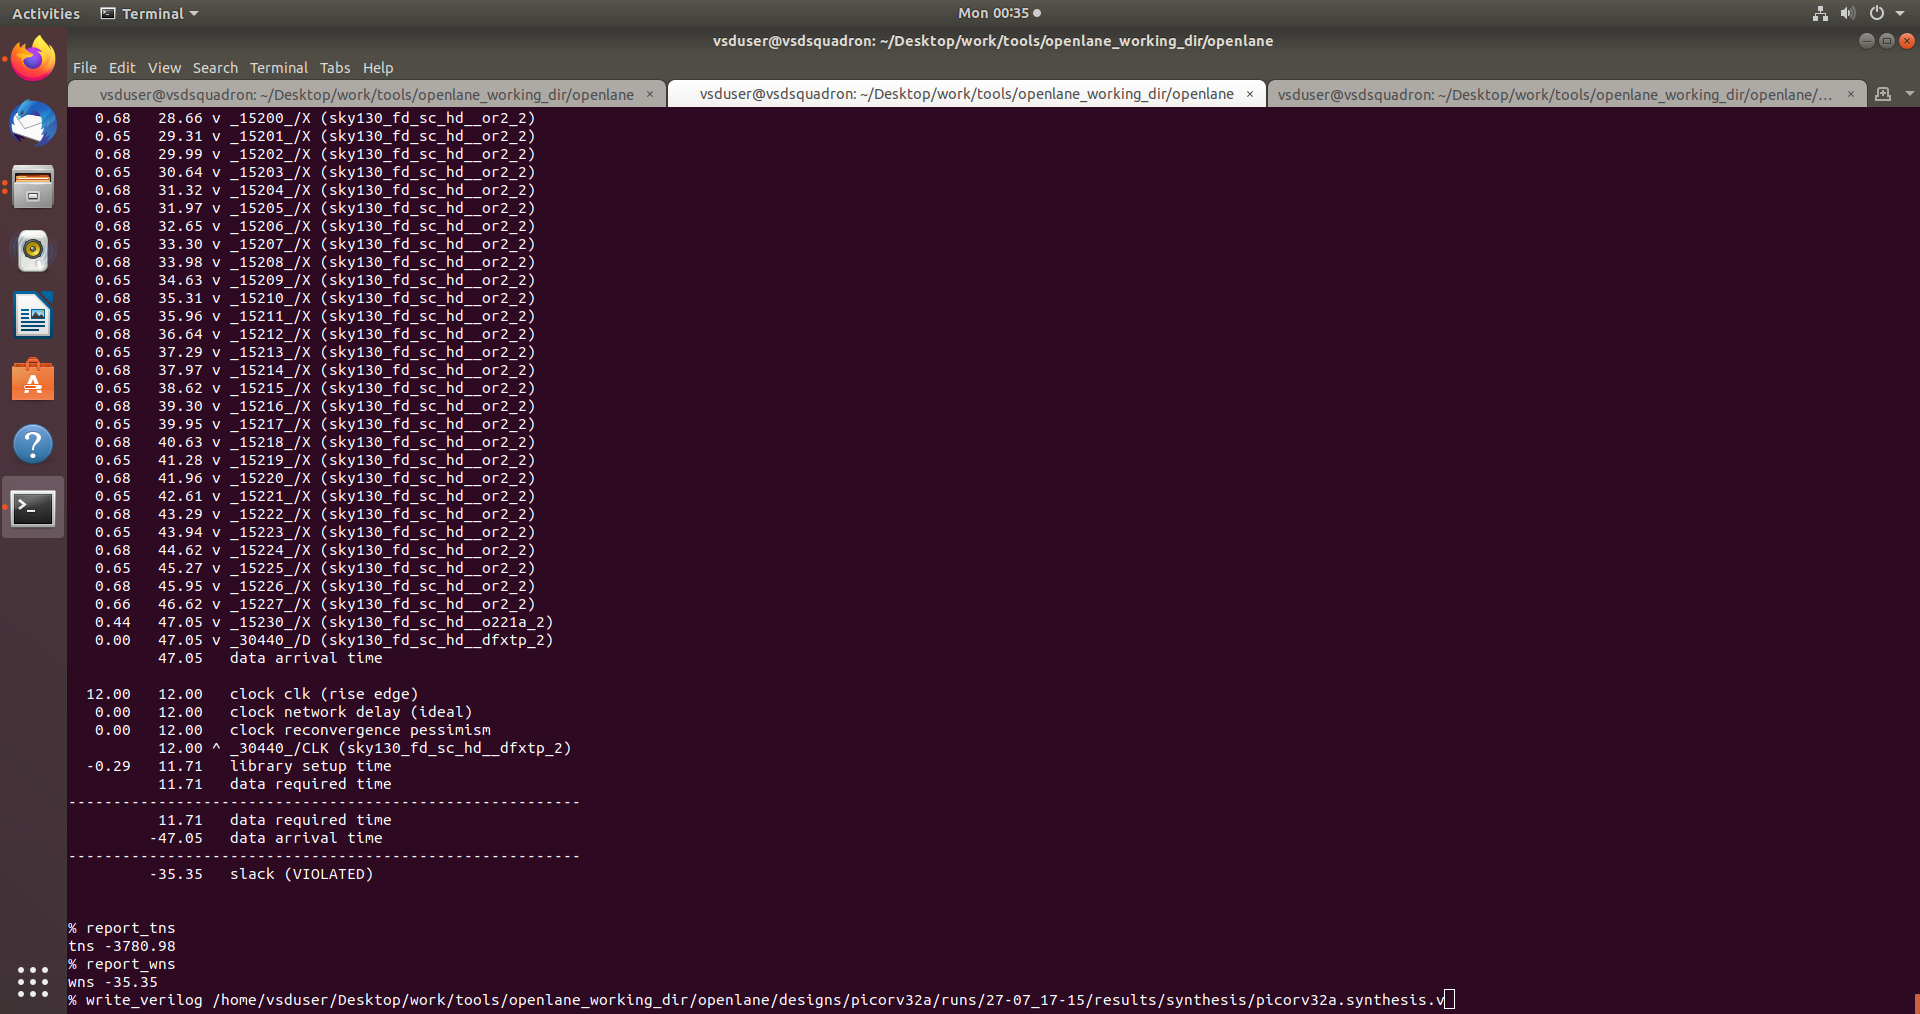 Activities Terminal Mon 00:35
vsduser@vsdsquadron: ~/Desktop/work/tools/openlane_working_dir/openlane
File Edit View Search Terminal Tabs Help
vsduser@vsdsquadron: ~/Desktop/work/tools/openlane_working_dir/openlane × vsduser@vsdsquadron: ~/Desktop/work/tools/openlane_working_dir/openlane × vsduser@vsdsquadron: ~/Desktop/work/tools/openlane_working_dir/openlane/... ×
0.68 28.66 v _15200_/X (sky130_fd_sc_hd__or2_2)
0.65 29.31 v _15201_/X (sky130_fd_sc_hd__or2_2)
0.68 29.99 v _15202_/X (sky130_fd_sc_hd__or2_2)
0.65 30.64 v _15203_/X (sky130_fd_sc_hd__or2_2)
0.68 31.32 v _15204_/X (sky130_fd_sc_hd__or2_2)
0.65 31.97 v _15205_/X (sky130_fd_sc_hd__or2_2)
0.68 32.65 v _15206_/X (sky130_fd_sc_hd__or2_2)
0.65 33.30 v _15207_/X (sky130_fd_sc_hd__or2_2)
0.68 33.98 v _15208_/X (sky130_fd_sc_hd__or2_2)
0.65 34.63 v _15209_/X (sky130_fd_sc_hd__or2_2)
0.68 35.31 v _15210_/X (sky130_fd_sc_hd__or2_2)
0.65 35.96 v _15211_/X (sky130_fd_sc_hd__or2_2)
0.68 36.64 v _15212_/X (sky130_fd_sc_hd__or2_2)
0.65 37.29 v _15213_/X (sky130_fd_sc_hd__or2_2)
0.68 37.97 v _15214_/X (sky130_fd_sc_hd__or2_2)
0.65 38.62 v _15215_/X (sky130_fd_sc_hd__or2_2)
0.68 39.30 v _15216_/X (sky130_fd_sc_hd__or2_2)
0.65 39.95 v _15217_/X (sky130_fd_sc_hd__or2_2)
0.68 40.63 v _15218_/X (sky130_fd_sc_hd__or2_2)
0.65 41.28 v _15219_/X (sky130_fd_sc_hd__or2_2)
0.68 41.96 v _15220_/X (sky130_fd_sc_hd__or2_2)
0.65 42.61 v _15221_/X (sky130_fd_sc_hd__or2_2)
0.68 43.29 v _15222_/X (sky130_fd_sc_hd__or2_2)
0.65 43.94 v _15223_/X (sky130_fd_sc_hd__or2_2)
0.68 44.62 v _15224_/X (sky130_fd_sc_hd__or2_2)
0.65 45.27 v _15225_/X (sky130_fd_sc_hd__or2_2)
0.68 45.95 v _15226_/X (sky130_fd_sc_hd__or2_2)
0.66 46.62 v _15227_/X (sky130_fd_sc_hd__or2_2)
0.44 47.05 v _15230_/X (sky130_fd_sc_hd__o221a_2)
0.00 47.05 v _30440_/D (sky130_fd_sc_hd__dfxtp_2)
47.05 data arrival time
12.00 12.00 clock clk (rise edge)
0.00 12.00 clock network delay (ideal)
0.00 12.00 clock reconvergence pessimism
12.00 ^ _30440_/CLK (sky130_fd_sc_hd__dfxtp_2)
-0.29 11.71 library setup time
11.71 data required time
---------------------------------------------------------
11.71 data required time
-47.05 data arrival time
---------------------------------------------------------
-35.35 slack (VIOLATED)
% report_tns
tns -3780.98
% report_wns
wns -35.35
% write_verilog /home/vsduser/Desktop/work/tools/openlane_working_dir/openlane/designs/picorv32a/runs/27-07_17-15/results/synthesis/picorv32a.synthesis.v